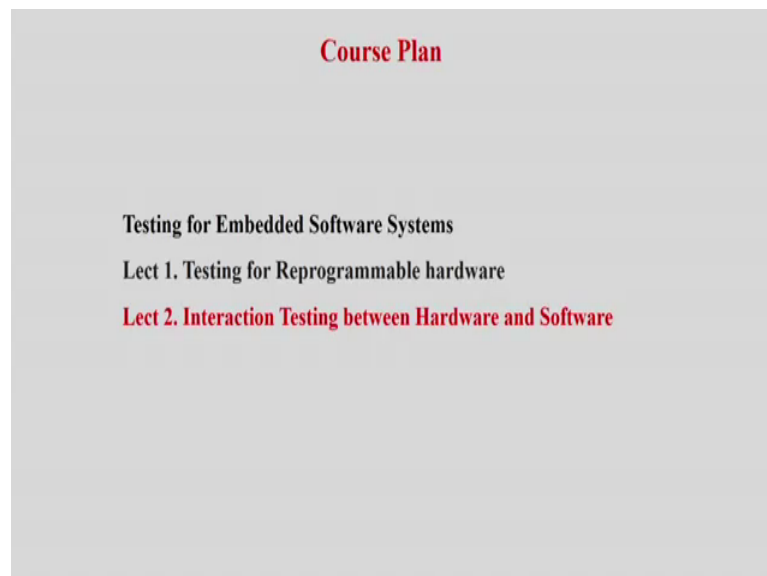 Course Plan
Testing for Embedded Software Systems
Lect 1. Testing for Reprogrammable hardware
Lect 2. Interaction Testing between Hardware and Software